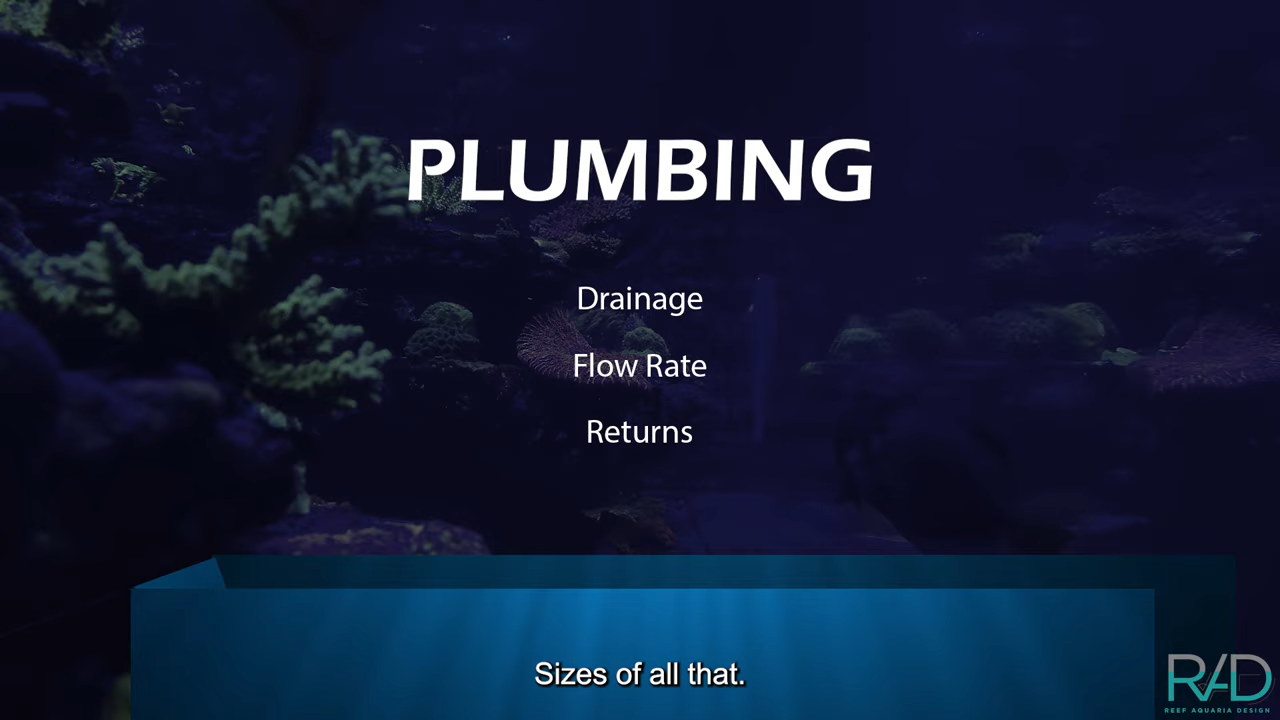 PLUMBING
Drainage
Flow Rate
Returns
Sizes of all that.
RAD
REEF AQUARIA DESIGN